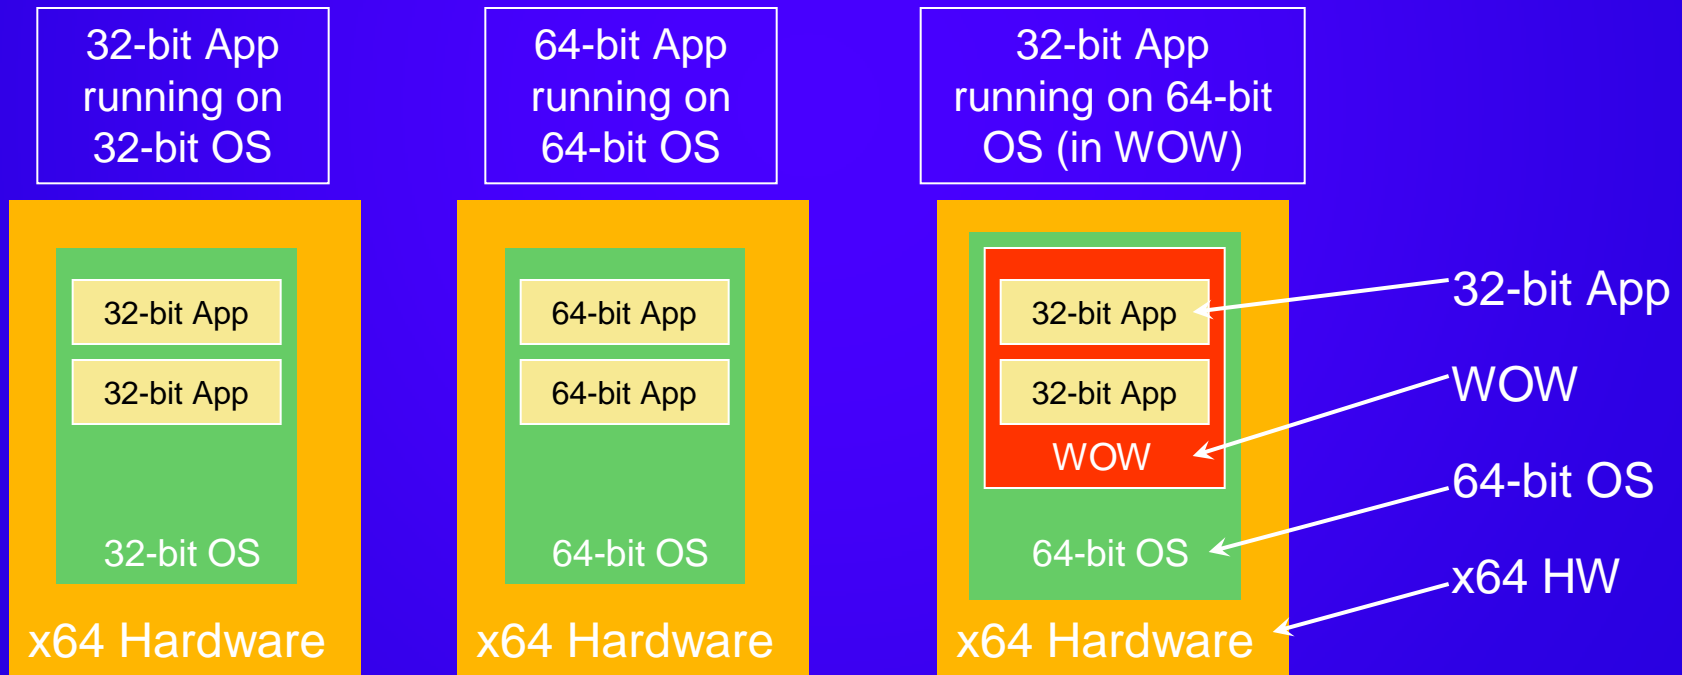 32-bit App
running on
32-bit OS
64-bit App
running on
64-bit OS
32-bit App
running on 64-bit
OS (in WOW)
32-bit App
32-bit App
32-bit OS
x64 Hardware
64-bit App
64-bit App
64-bit OS
x64 Hardware
32-bit App
32-bit App
WOW
64-bit OS
x64 Hardware
32-bit App
WOW
64-bit OS
x64 HW